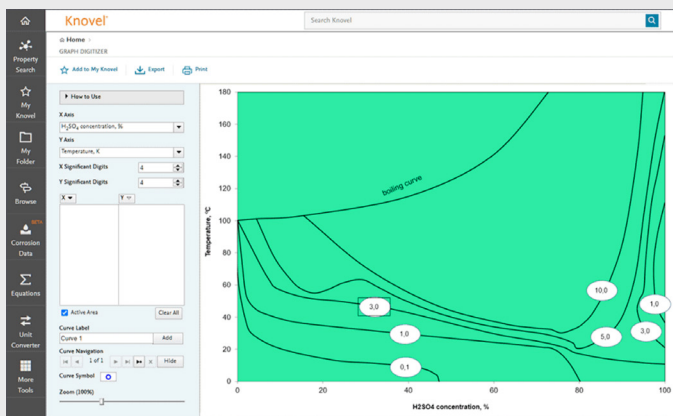 Knovel
Search Knovel
Home
GRAPH DIGITIZER
Add to My Knovel
Export
Print
Property
Search
My
Knovel
My
Folder
Browse
BETA
Corrosion
Data
Equations
Unit
Converter
More
Tools
How to Use
X Axis
H₂SO₄ concentration, %
Y Axis
Temperature, K
X Significant Digits
4
Y Significant Digits
4
X
Y
Active Area
Clear All
Curve Label
Curve 1
Add
Curve Navigation
1 of 1
Hide
Curve Symbol
Zoom (100%)
180
160
140
120
100
80
60
40
20
0
Temperature, °C
boiling curve
10,0
1,0
3,0
1,0
5,0
3,0
0,1
0
20
40
60
80
100
H2SO4 concentration, %